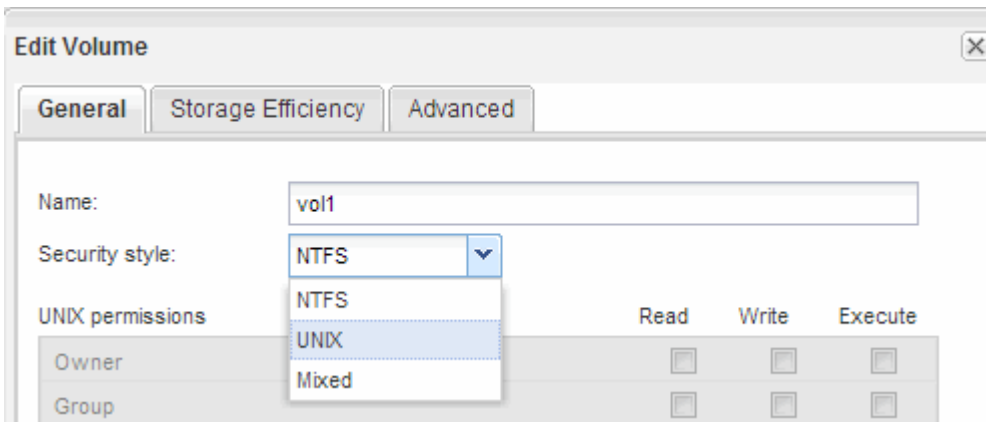 Edit Volume
General Storage Efficiency Advanced
Name: vol1
Security style: NTFS
NTFS
UNIX
Mixed
UNIX permissions Read Write Execute
Owner
Group